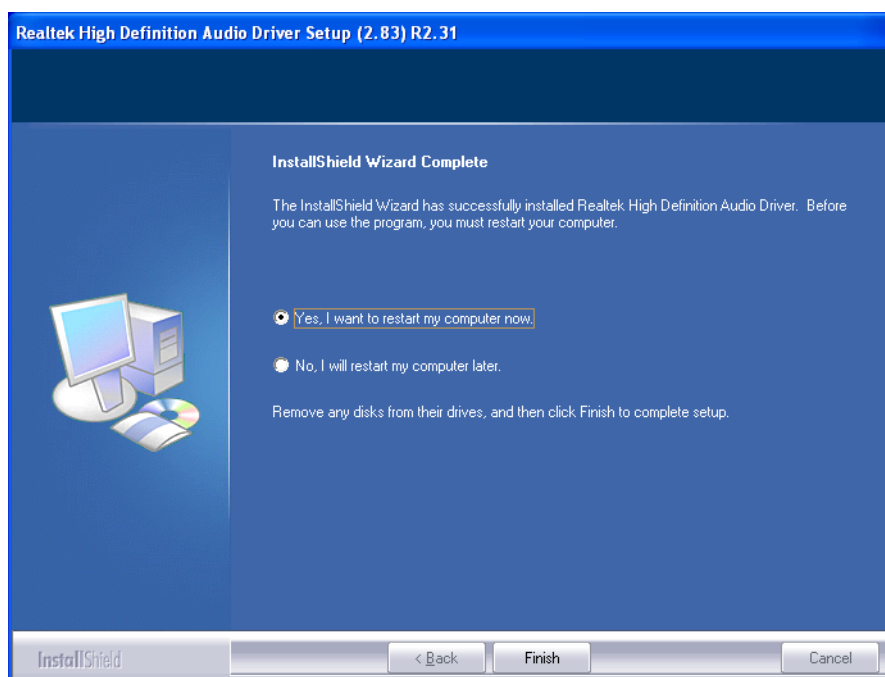 Realtek High Definition Audio Driver Setup (2.83) R2.31
InstallShield Wizard Complete
The InstallShield Wizard has successfully installed Realtek High Definition Audio Driver. Before
you can use the program, you must restart your computer.
Yes, I want to restart my computer now.
No, I will restart my computer later.
Remove any disks from their drives, and then click Finish to complete setup.
InstallShield
< Back
Finish
Cancel